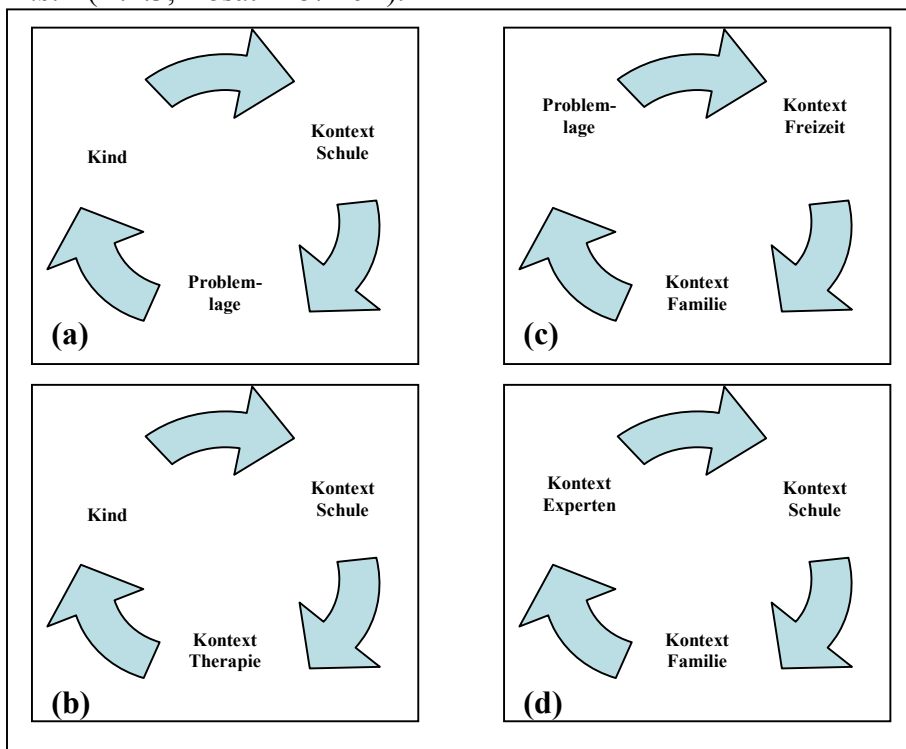 Kind
Kontext
Schule
Problem-
lage
(a)
Problem-
lage
Kontext
Freizeit
Kontext
Familie
(c)
Kind
Kontext
Schule
Kontext
Therapie
(b)
Kontext
Experten
Kontext
Schule
Kontext
Familie
(d)